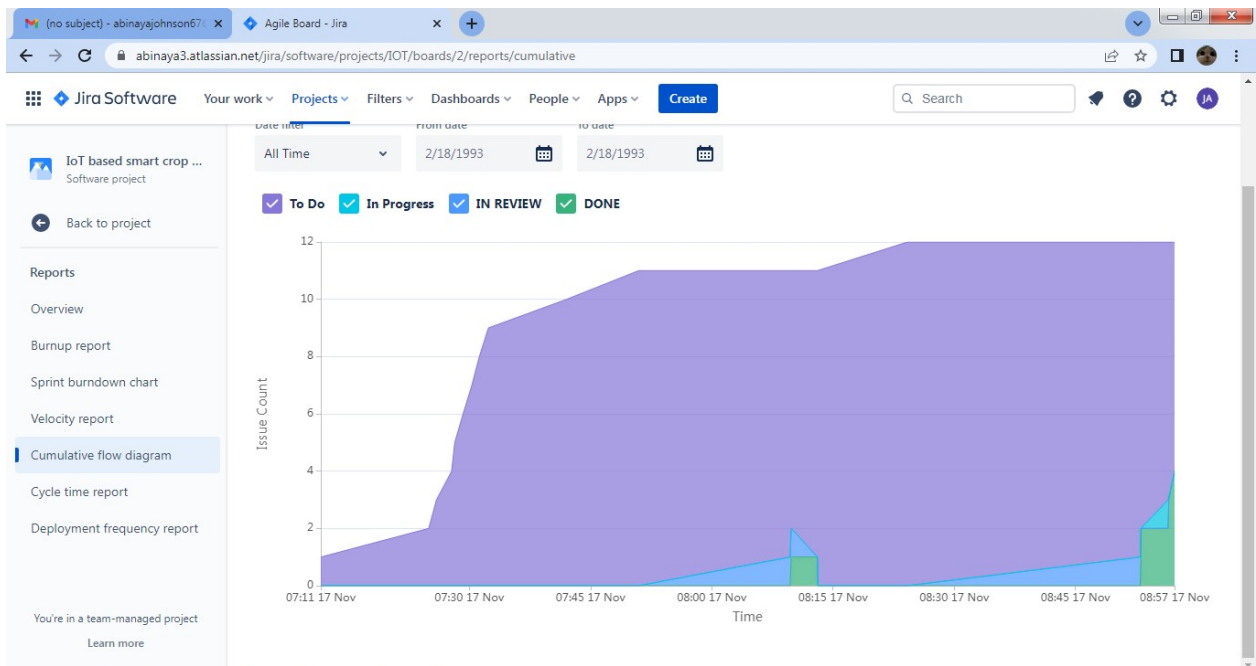 (no subject) - abinayajohnson67
Agile Board - Jira
abinaya3.atlassian.net/jira/software/projects/IOT/boards/2/reports/cumulative
Jira Software Your work Projects Filters Dashboards People Apps Create Search JA
Date filter From date To date
All Time 2/18/1993 2/18/1993
IoT based smart crop ...
Software project
Back to project
Reports
Overview
Burnup report
Sprint burndown chart
Velocity report
Cumulative flow diagram
Cycle time report
Deployment frequency report
You're in a team-managed project
Learn more
To Do In Progress IN REVIEW DONE
12
10
8
6
4
2
0
Issue Count
07:11 17 Nov 07:30 17 Nov 07:45 17 Nov 08:00 17 Nov 08:15 17 Nov 08:30 17 Nov 08:45 17 Nov 08:57 17 Nov
Time